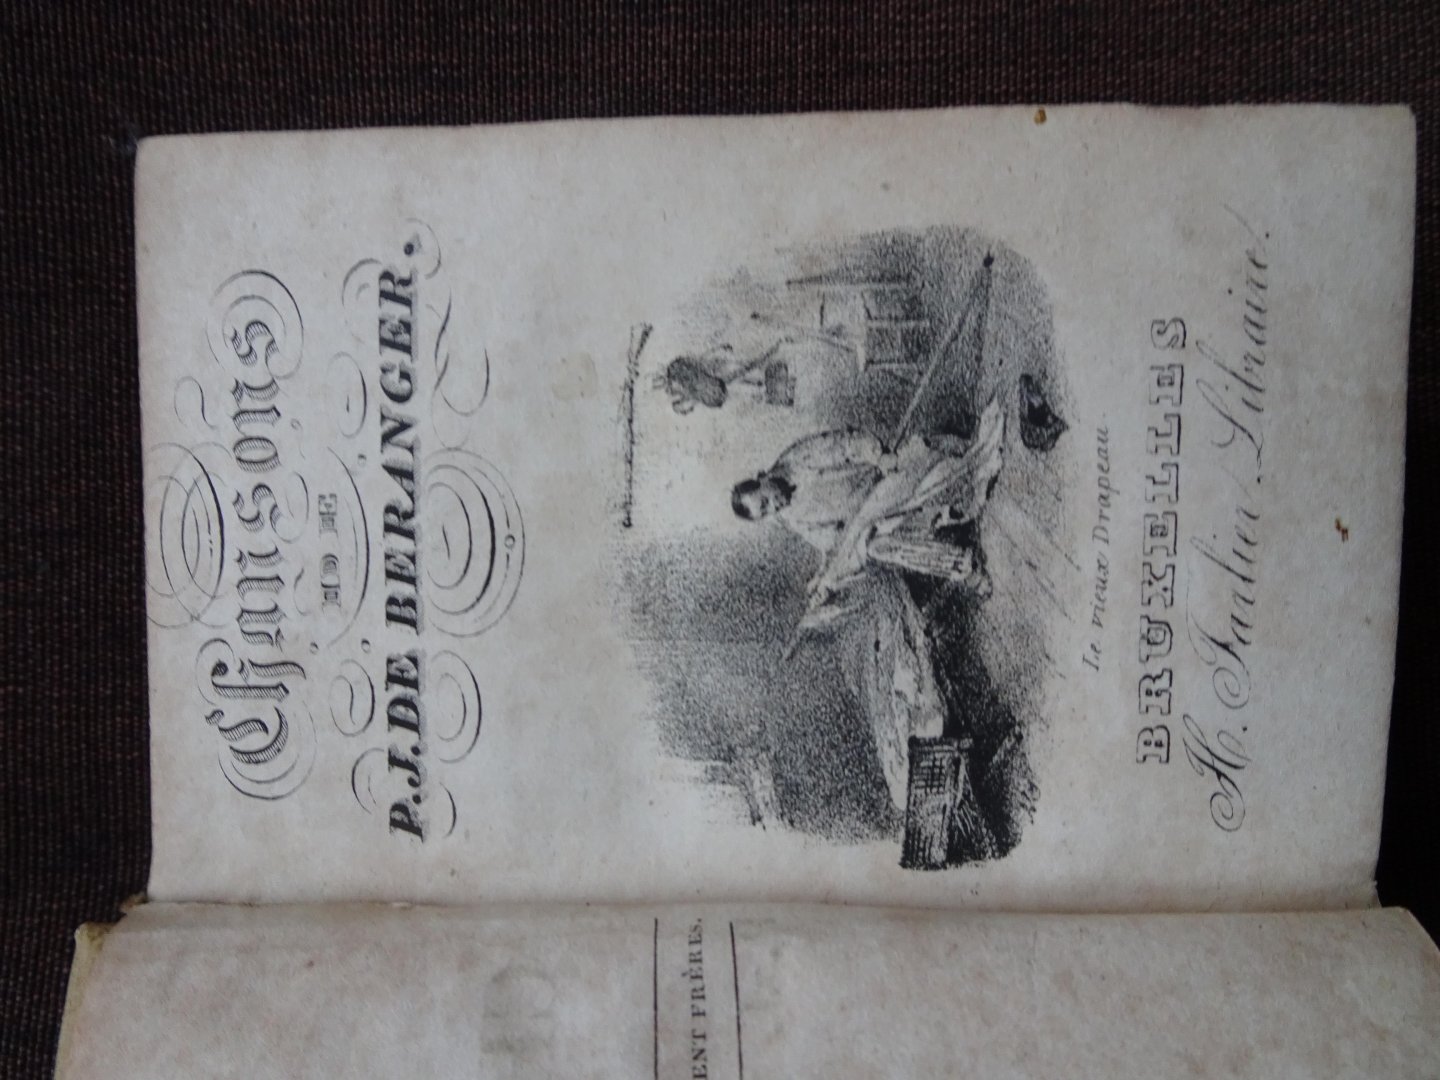 Chansons
DE
P. J. DE BERANGER.
Le vieux Drapeau.
BRUXELLES
H. Tarlier, Libraire.
ENT FRÈRES.